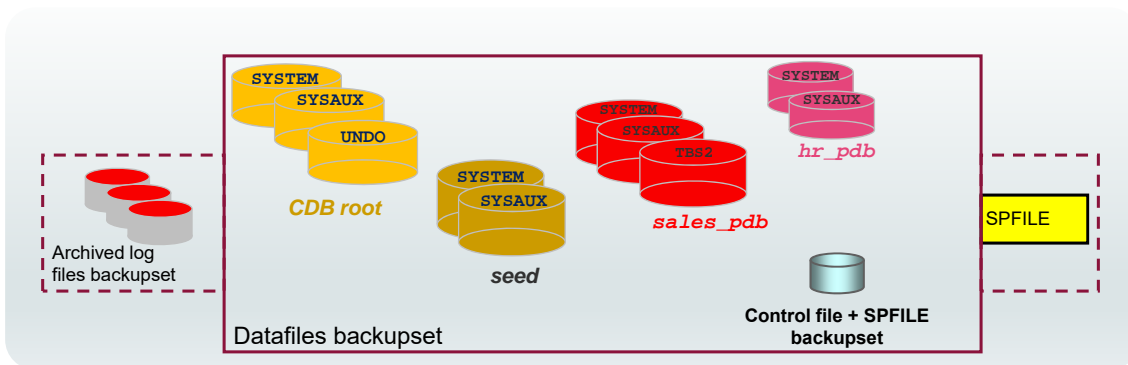 SYSTEM
SYSAUX
UNDO
CDB root
SYSTEM
SYSAUX
seed
SYSTEM
SYSAUX
TBS2
sales_pdb
SYSTEM
SYSAUX
hr_pdb
Archived log
files backupset
SPFILE
Control file + SPFILE
backupset
Datafiles backupset